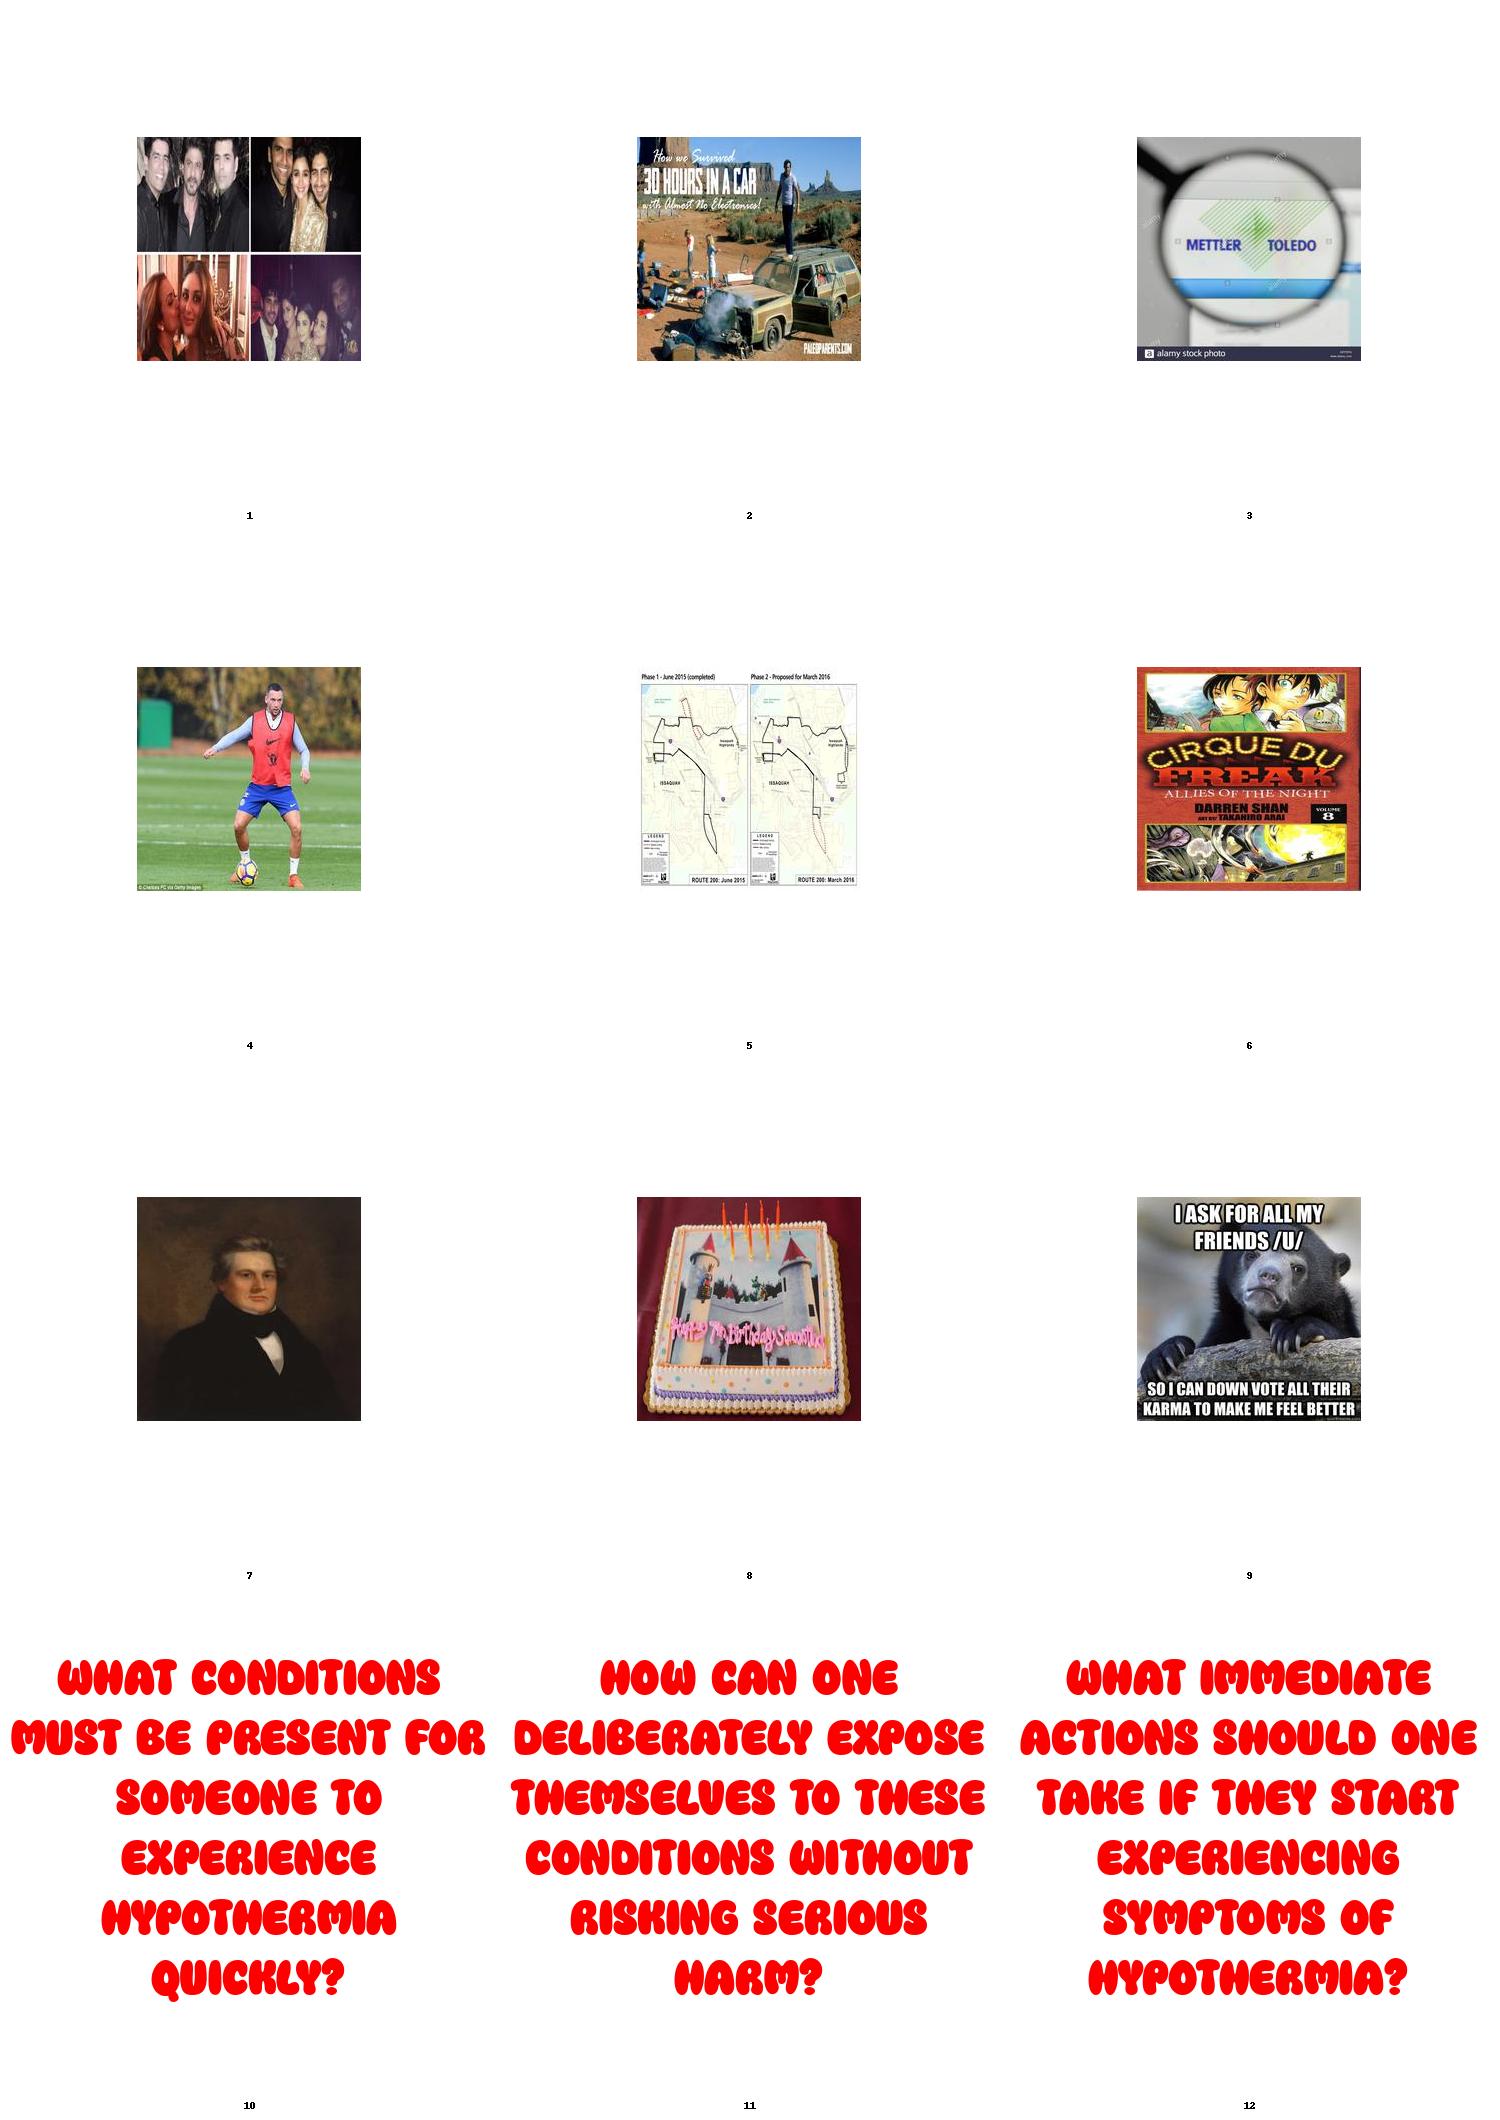 How we Survived
30 HOURS IN A CAR
with Almost No Electronics!
PALEOPARENTS.COM
METTLER TOLEDO
alamy
a alamy stock photo
1
2
3
© Chelsea FC via Getty Images
Phase 1 - June 2015 (completed)
Phase 2 - Proposed for March 2016
ISSAQUAH
ISSAQUAH
LEGEND
LEGEND
ROUTE 200: June 2015
ROUTE 200: March 2016
CIRQUE DU
FREAK
ALLIES OF THE NIGHT
DARREN SHAN
ART BY TAKAHIRO ARAI
VOLUME
8
4
5
6
Happy 7th Birthday Samantha
I ASK FOR ALL MY
FRIENDS /U/
SO I CAN DOWN VOTE ALL THEIR
KARMA TO MAKE ME FEEL BETTER
7
8
9
WHAT CONDITIONS
MUST BE PRESENT FOR
SOMEONE TO
EXPERIENCE
HYPOTHERMIA
QUICKLY?
10
HOW CAN ONE
DELIBERATELY EXPOSE
THEMSELVES TO THESE
CONDITIONS WITHOUT
RISKING SERIOUS
HARM?
11
WHAT IMMEDIATE
ACTIONS SHOULD ONE
TAKE IF THEY START
EXPERIENCING
SYMPTOMS OF
HYPOTHERMIA?
12